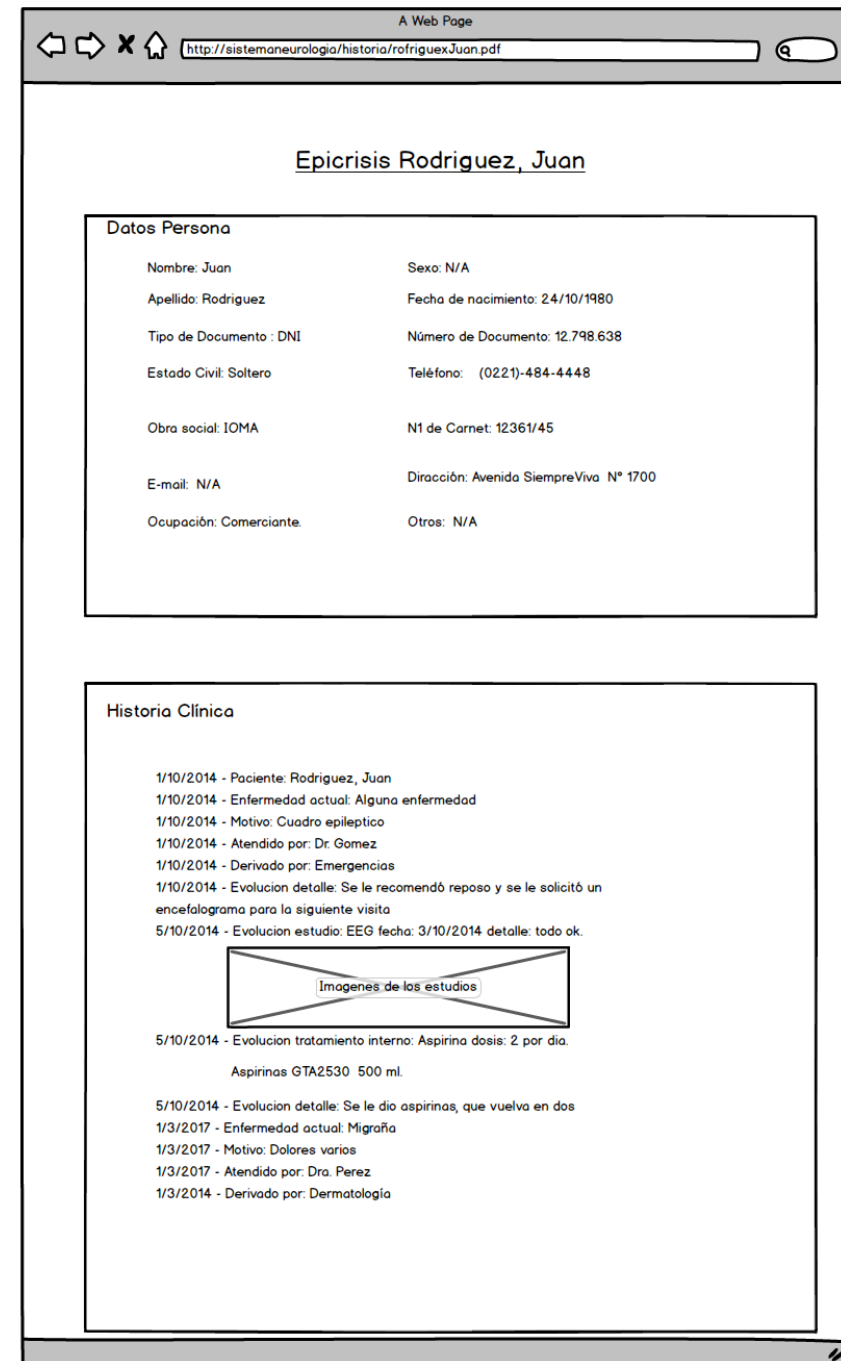 A Web Page
http://sistemaneurologia/historia/rofriguexJuan.pdf
Epicrisis Rodriguez, Juan
Datos Persona
Nombre: Juan
Sexo: N/A
Apellido: Rodriguez
Fecha de nacimiento: 24/10/1980
Tipo de Documento : DNI
Número de Documento: 12.798.638
Estado Civil: Soltero
Teléfono: (0221)-484-4448
Obra social: IOMA
N1 de Carnet: 12361/45
E-mail: N/A
Diracción: Avenida SiempreViva N° 1700
Ocupación: Comerciante.
Otros: N/A
Historia Clínica
1/10/2014 - Paciente: Rodriguez, Juan
1/10/2014 - Enfermedad actual: Alguna enfermedad
1/10/2014 - Motivo: Cuadro epileptico
1/10/2014 - Atendido por: Dr. Gomez
1/10/2014 - Derivado por: Emergencias
1/10/2014 - Evolucion detalle: Se le recomendó reposo y se le solicitó un
encefalograma para la siguiente visita
5/10/2014 - Evolucion estudio: EEG fecha: 3/10/2014 detalle: todo ok.
Imagenes de los estudios
5/10/2014 - Evolucion tratamiento interno: Aspirina dosis: 2 por dia.
Aspirinas GTA2530 500 ml.
5/10/2014 - Evolucion detalle: Se le dio aspirinas, que vuelva en dos
1/3/2017 - Enfermedad actual: Migraña
1/3/2017 - Motivo: Dolores varios
1/3/2017 - Atendido por: Dra. Perez
1/3/2014 - Derivado por: Dermatología